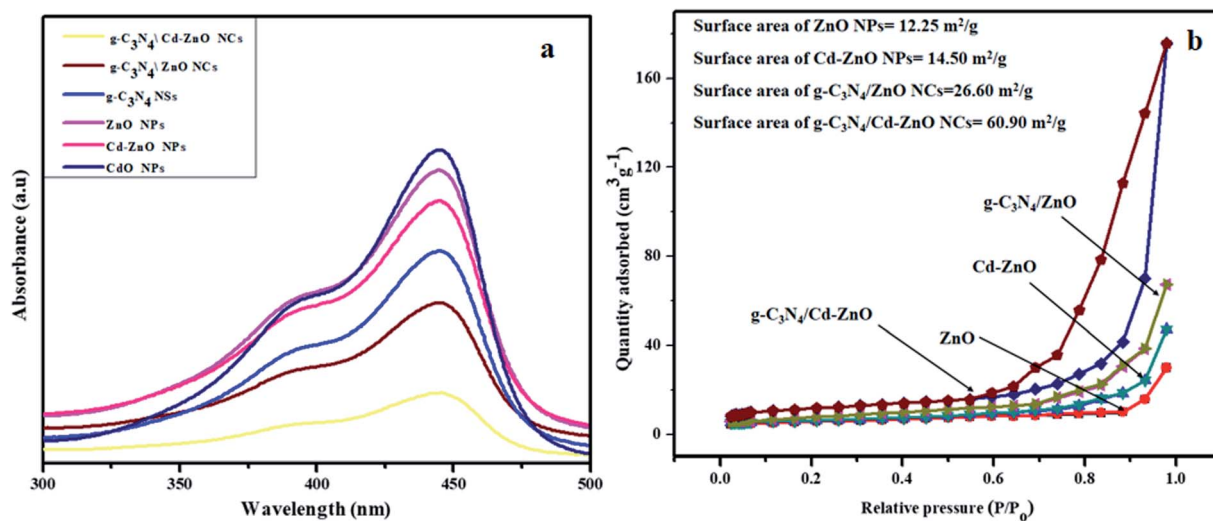 a
g-C3N4\ Cd-ZnO NCs
g-C3N4\ ZnO NCs
g-C3N4 NSs
ZnO NPs
Cd-ZnO NPs
CdO NPs
Absorbance (a.u)
300 350 400 450 500
Wavelength (nm)
b
Surface area of ZnO NPs= 12.25 m²/g
Surface area of Cd-ZnO NPs= 14.50 m²/g
Surface area of g-C3N4/ZnO NCs=26.60 m²/g
Surface area of g-C3N4/Cd-ZnO NCs= 60.90 m²/g
g-C3N4/ZnO
Cd-ZnO
g-C3N4/Cd-ZnO
ZnO
Quantity adsorbed (cm³g⁻¹)
160
120
80
40
0
0.0 0.2 0.4 0.6 0.8 1.0
Relative pressure (P/Po)